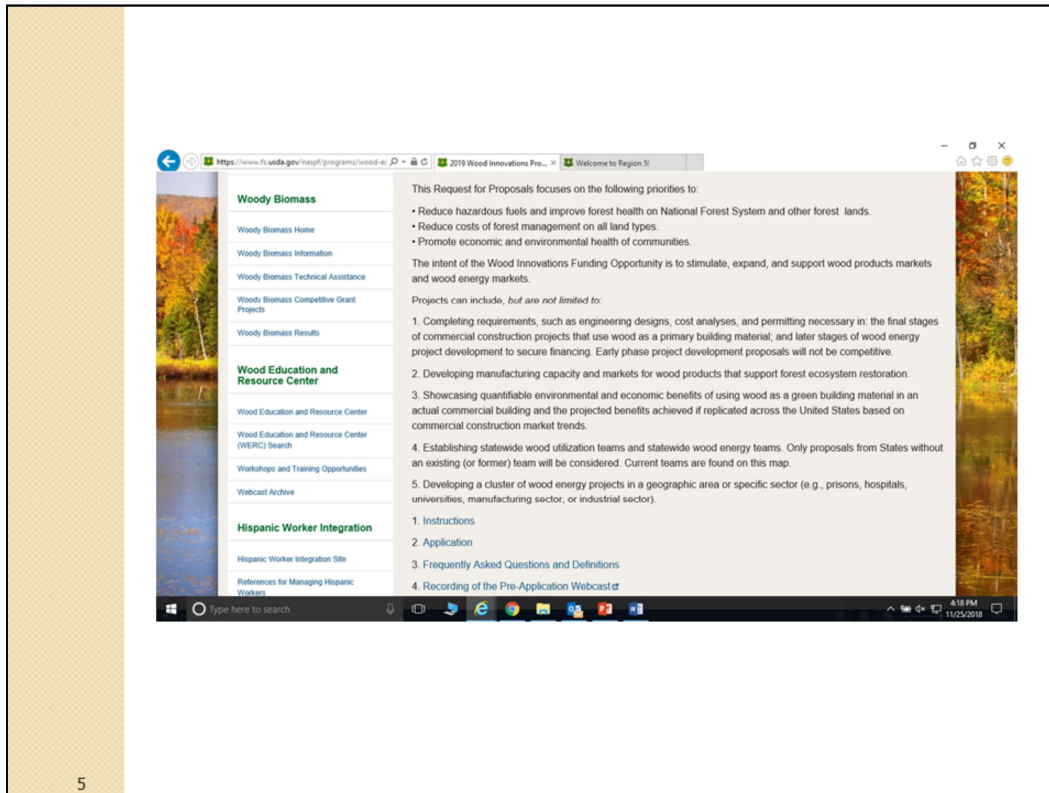 https://www.fs.usda.gov/naspf/programs/wood-e
2019 Wood Innovations Pro...
Welcome to Region 5!
Woody Biomass
Woody Biomass Home
Woody Biomass Information
Woody Biomass Technical Assistance
Woody Biomass Competitive Grant
Projects
Woody Biomass Results
Wood Education and
Resource Center
Wood Education and Resource Center
Wood Education and Resource Center
(WERC) Search
Workshops and Training Opportunities
Webcast Archive
Hispanic Worker Integration
Hispanic Worker Integration Site
References for Managing Hispanic
Workers
This Request for Proposals focuses on the following priorities to:
• Reduce hazardous fuels and improve forest health on National Forest System and other forest lands.
• Reduce costs of forest management on all land types.
• Promote economic and environmental health of communities.
The intent of the Wood Innovations Funding Opportunity is to stimulate, expand, and support wood products markets
and wood energy markets.
Projects can include, but are not limited to:
1. Completing requirements, such as engineering designs, cost analyses, and permitting necessary in: the final stages
of commercial construction projects that use wood as a primary building material; and later stages of wood energy
project development to secure financing. Early phase project development proposals will not be competitive.
2. Developing manufacturing capacity and markets for wood products that support forest ecosystem restoration.
3. Showcasing quantifiable environmental and economic benefits of using wood as a green building material in an
actual commercial building and the projected benefits achieved if replicated across the United States based on
commercial construction market trends.
4. Establishing statewide wood utilization teams and statewide wood energy teams. Only proposals from States without
an existing (or former) team will be considered. Current teams are found on this map.
5. Developing a cluster of wood energy projects in a geographic area or specific sector (e.g., prisons, hospitals,
universities, manufacturing sector, or industrial sector).
1. Instructions
2. Application
3. Frequently Asked Questions and Definitions
4. Recording of the Pre-Application Webcast
Type here to search
4:18 PM
11/25/2018
5